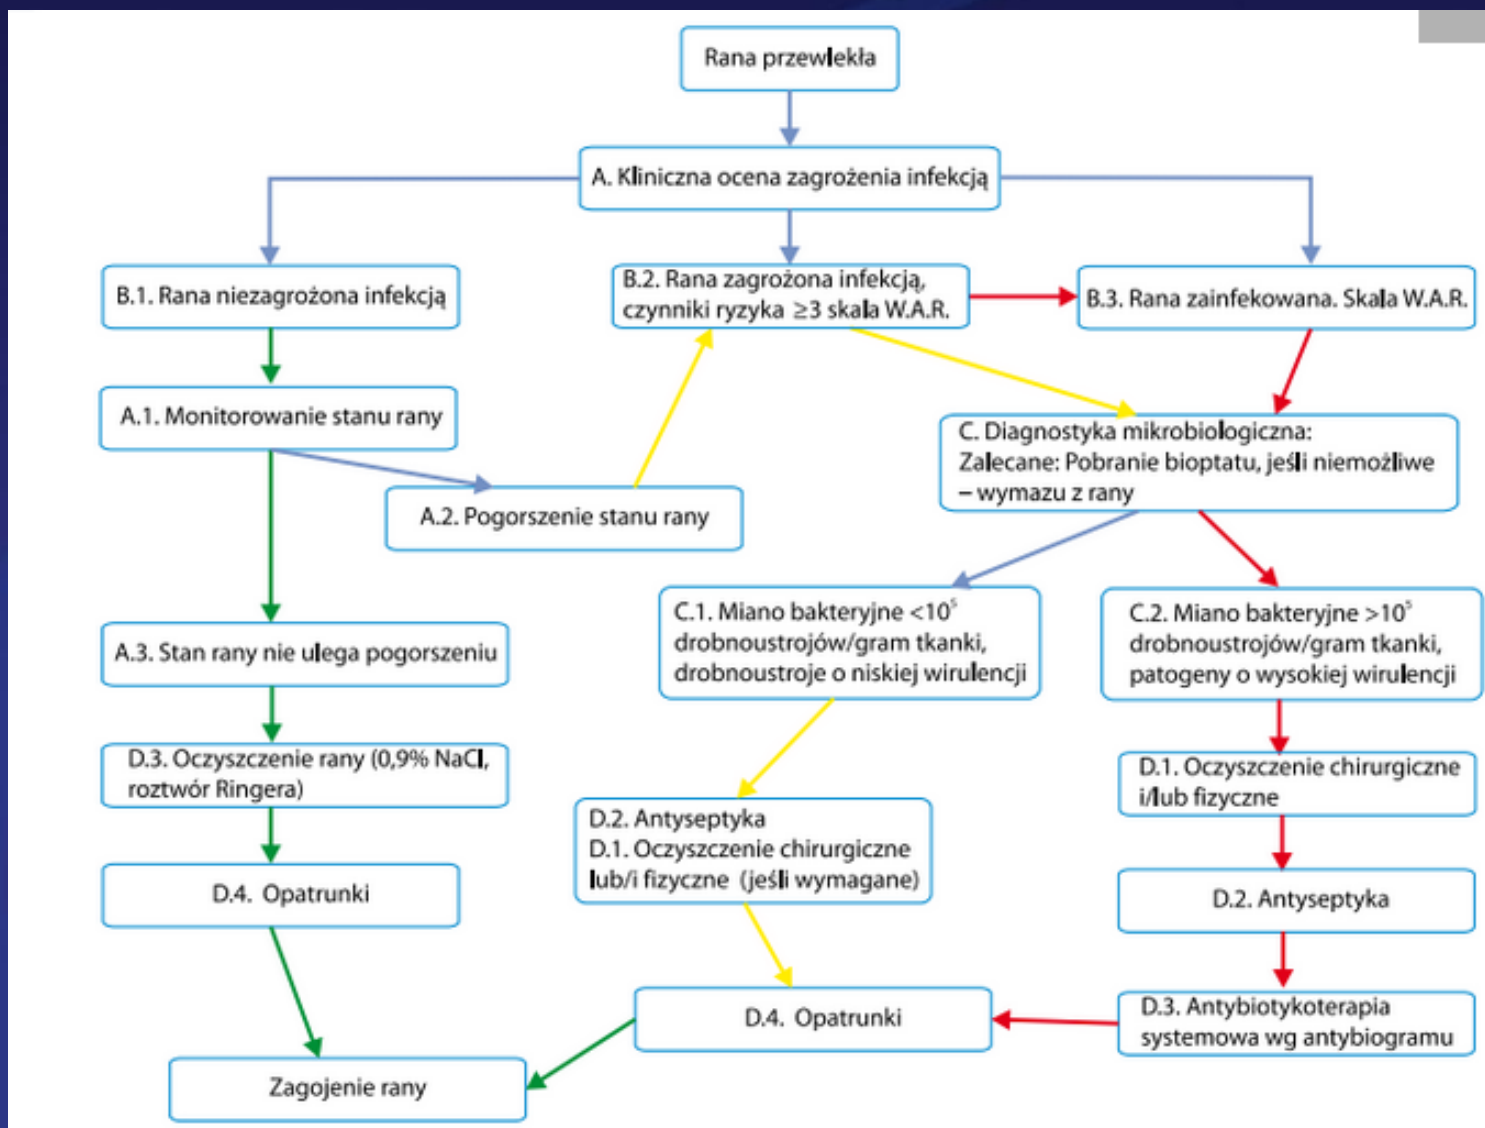 Rana przewlekła
A. Kliniczna ocena zagrożenia infekcją
B.1. Rana niezagrożona infekcją
B.2. Rana zagrożona infekcją,
czynniki ryzyka ≥3 skala W.A.R.
B.3. Rana zainfekowana. Skala W.A.R.
A.1. Monitorowanie stanu rany
A.2. Pogorszenie stanu rany
C. Diagnostyka mikrobiologiczna:
Zalecane: Pobranie bioptatu, jeśli niemożliwe
– wymazu z rany
A.3. Stan rany nie ulega pogorszeniu
C.1. Miano bakteryjne <10⁵
drobnoustrojów/gram tkanki,
drobnoustroje o niskiej wirulencji
C.2. Miano bakteryjne >10⁵
drobnoustrojów/gram tkanki,
patogeny o wysokiej wirulencji
D.3. Oczyszczenie rany (0,9% NaCl,
roztwór Ringera)
D.2. Antyseptyka
D.1. Oczyszczenie chirurgiczne
lub/i fizyczne (jeśli wymagane)
D.1. Oczyszczenie chirurgiczne
i/lub fizyczne
D.4. Opatrunki
D.2. Antyseptyka
D.4. Opatrunki
D.3. Antybiotykoterapia
systemowa wg antybiogramu
Zagojenie rany